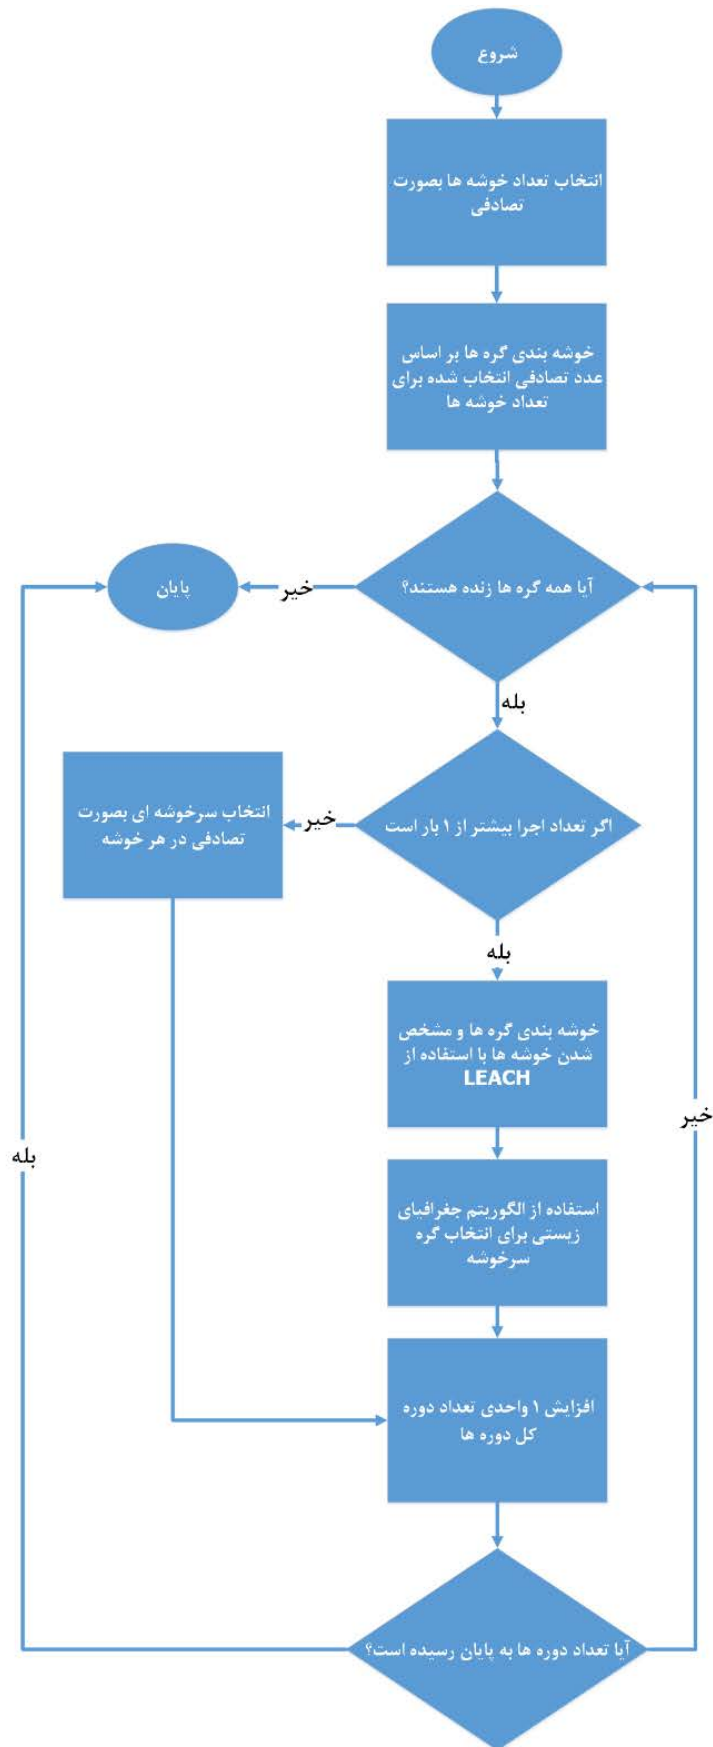 شروع
انتخاب تعداد خوشه ها بصورت
تصادفی
خوشه بندی گره ها بر اساس
عدد تصادفی انتخاب شده برای
تعداد خوشه ها
آیا همه گره ها زنده هستند؟
خیر
پایان
بله
اگر تعداد اجرا بیشتر از ۱ بار است
خیر
انتخاب سرخوشه ای بصورت
تصادفی در هر خوشه
بله
خوشه بندی گره ها و مشخص
شدن خوشه ها با استفاده از
LEACH
خیر
بله
استفاده از الگوریتم جغرافیای
زیستی برای انتخاب گره
سرخوشه
افزایش ۱ واحدی تعداد دوره
کل دوره ها
آیا تعداد دوره ها به پایان رسیده است؟